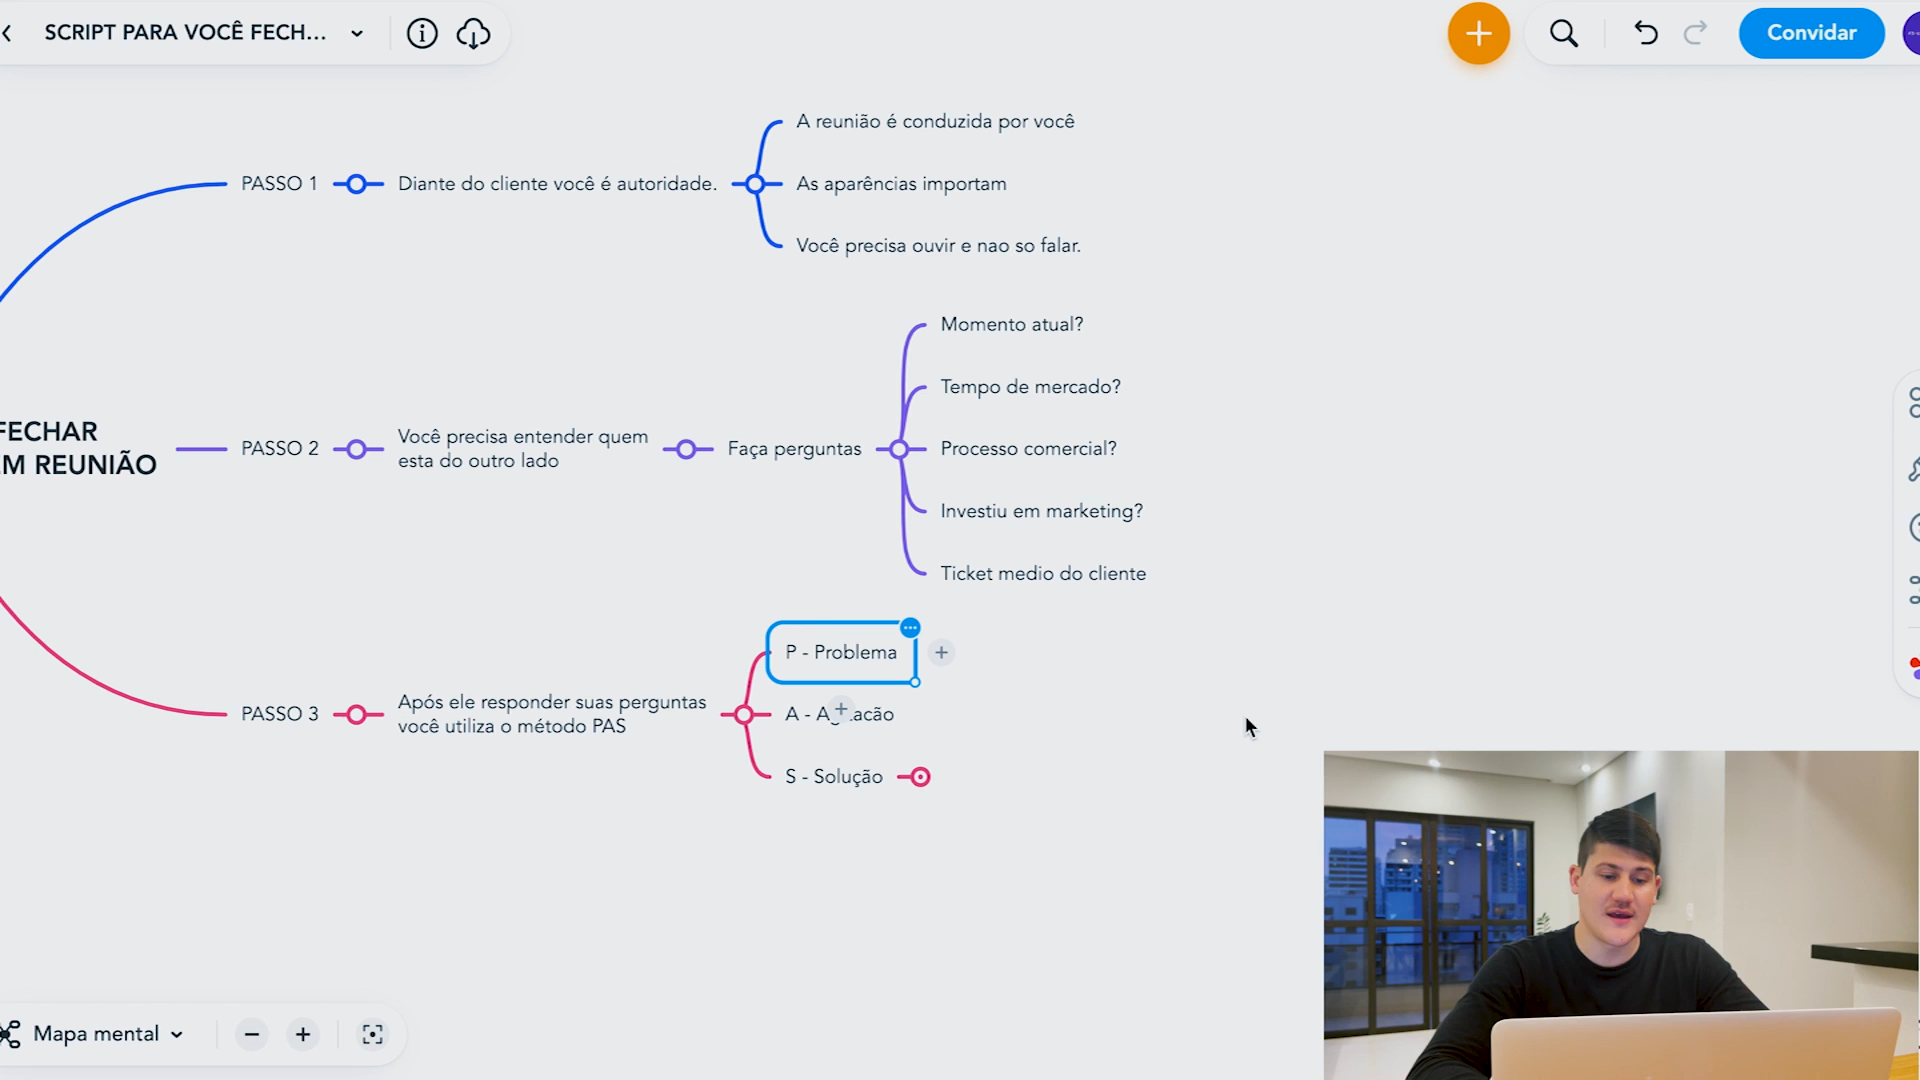 SCRIPT PARA VOCÊ FECH...
Convidar
A reunião é conduzida por você
PASSO 1
Diante do cliente você é autoridade.
As aparências importam
Você precisa ouvir e nao so falar.
Momento atual?
Tempo de mercado?
FECHAR
EM REUNIÃO
PASSO 2
Você precisa entender quem
esta do outro lado
Faça perguntas
Processo comercial?
Investiu em marketing?
Ticket medio do cliente
P - Problema
PASSO 3
Após ele responder suas perguntas
você utiliza o método PAS
A -
S - Solução
Mapa mental